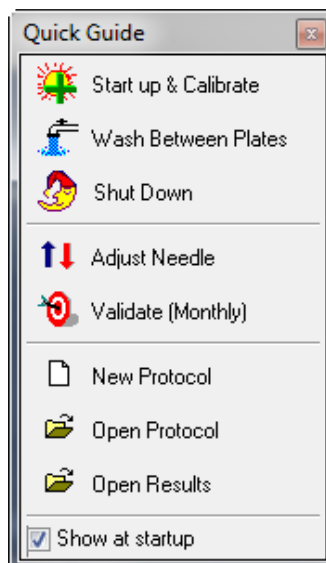 Quick Guide
Start up & Calibrate
Wash Between Plates
Shut Down
Adjust Needle
Validate (Monthly)
New Protocol
Open Protocol
Open Results
Show at startup